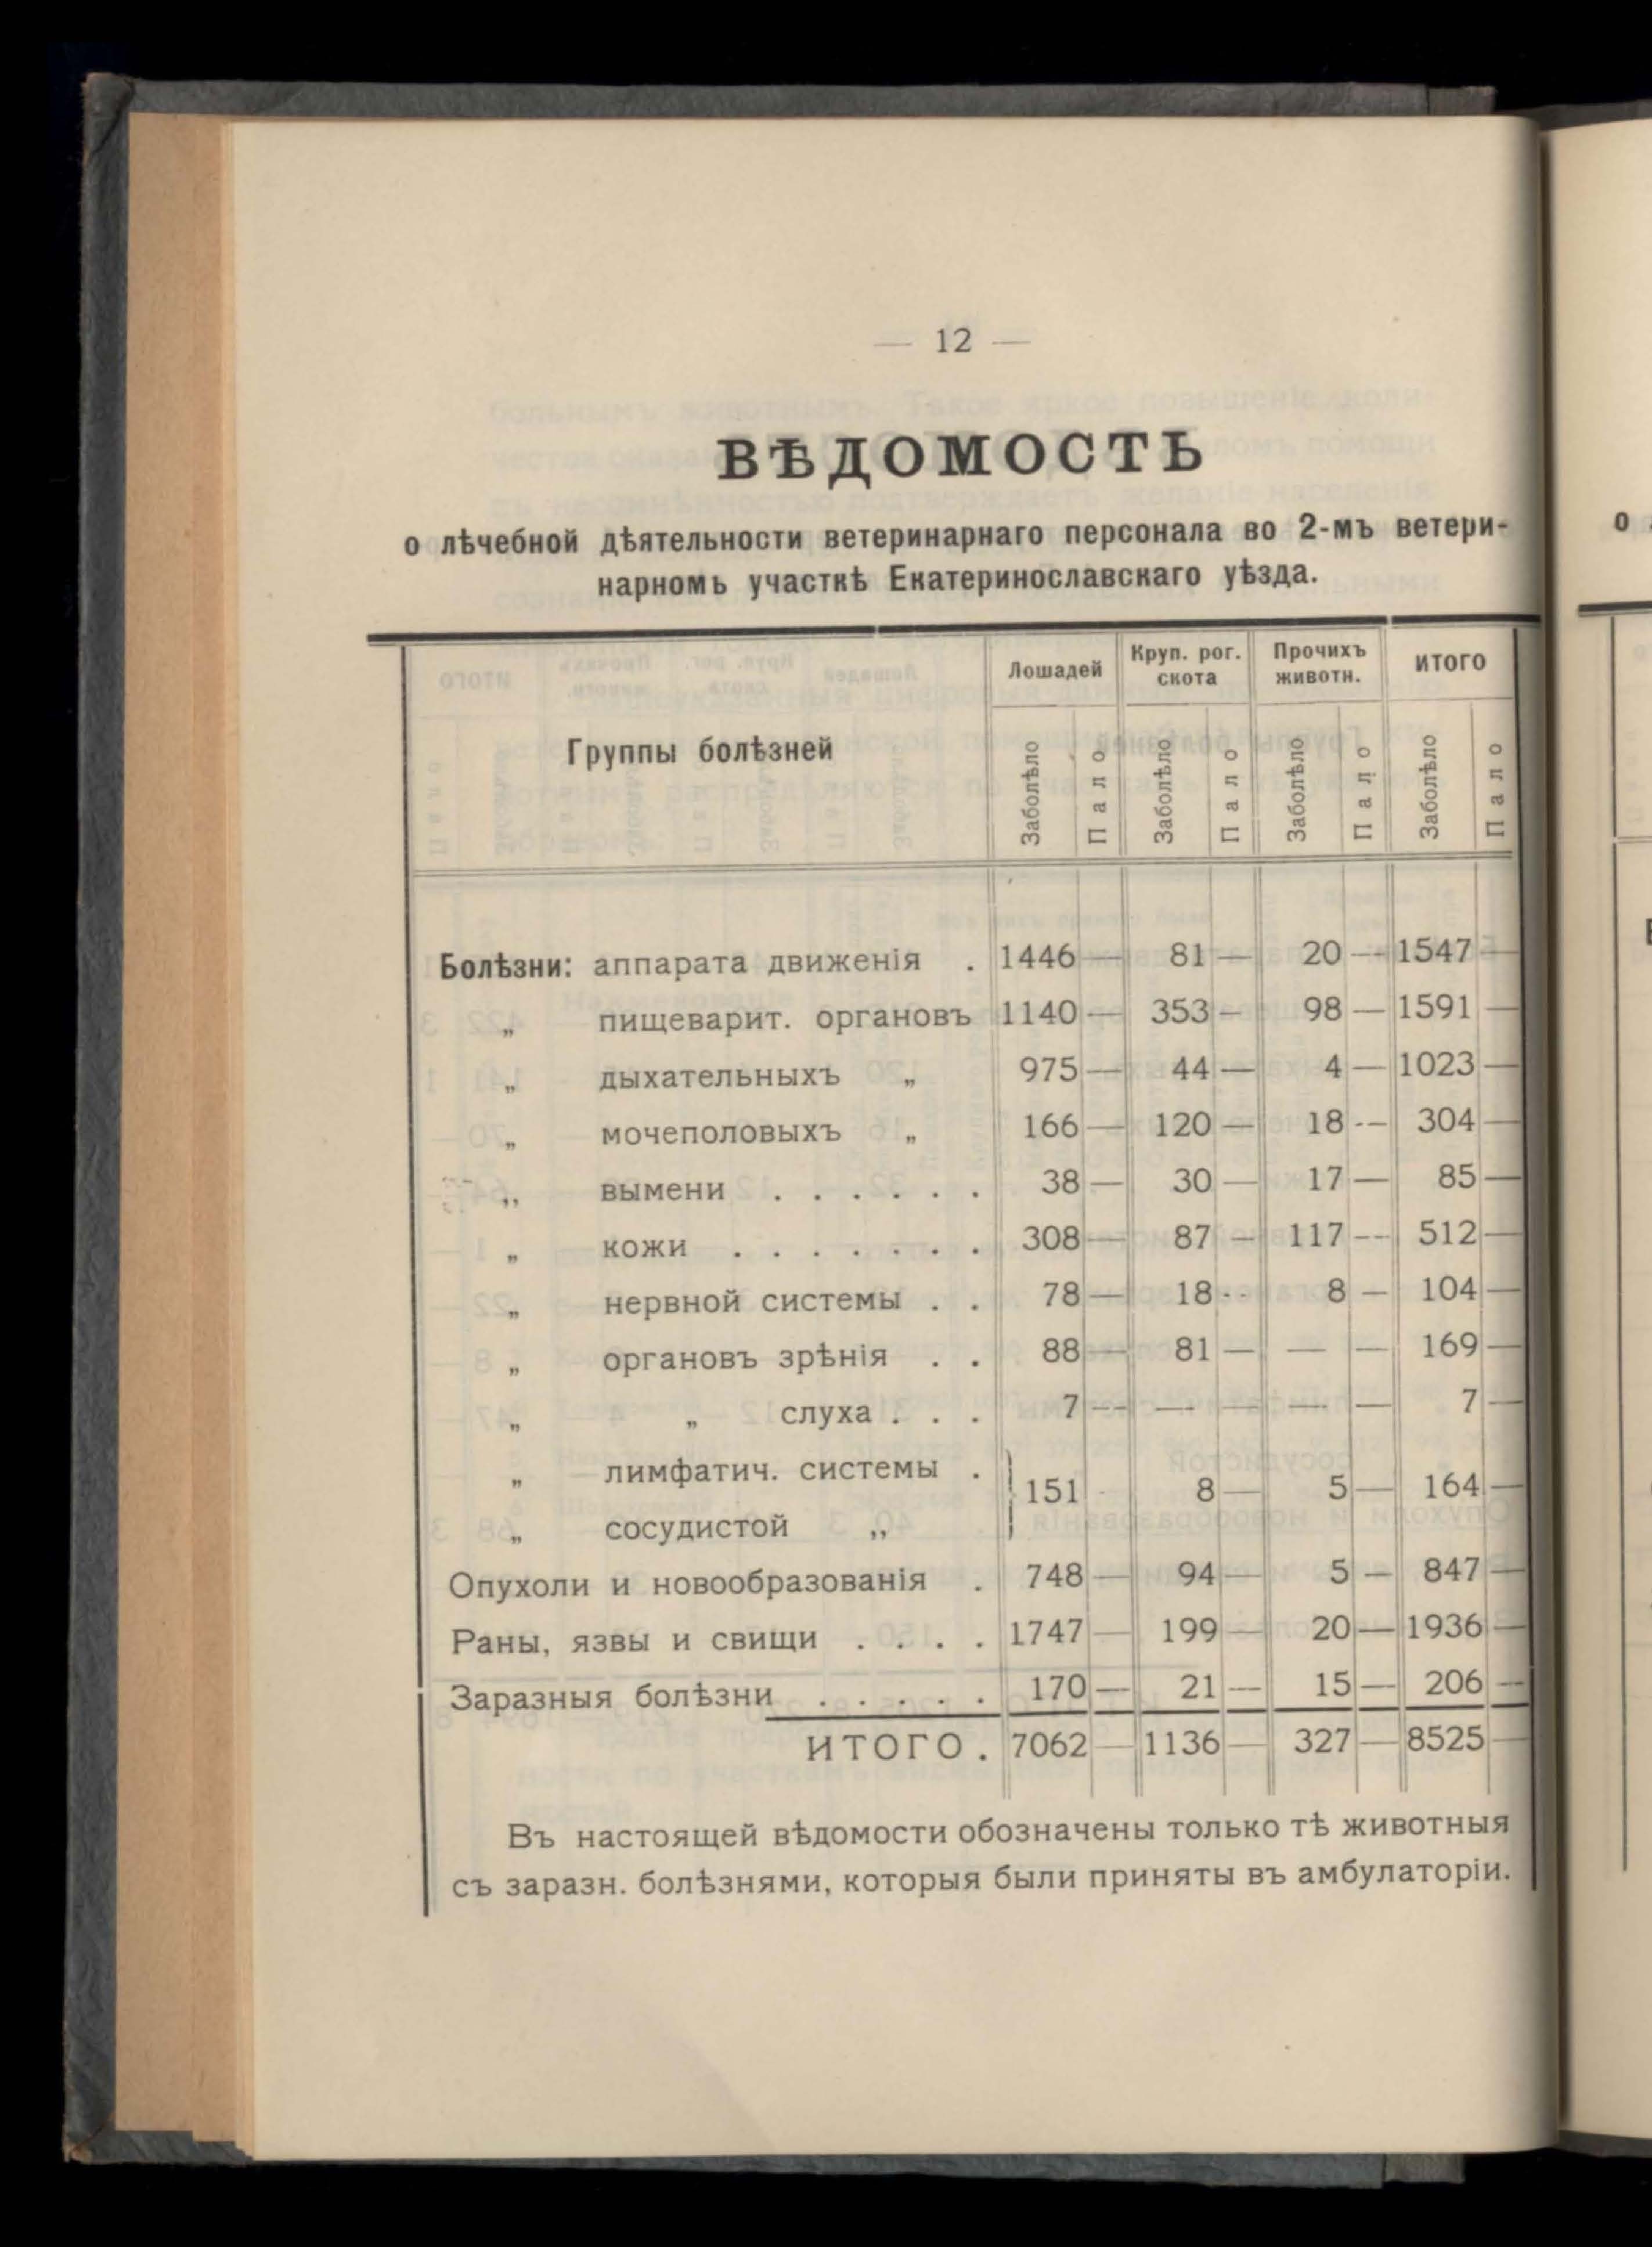 — 12 —
ВѢДОМОСТЬ
о лѣчебной дѣятельности ветеринарнаго персонала во 2-мъ ветери-
нарномъ участкѣ Екатеринославскаго уѣзда.
Группы болѣзней Лошадей Круп. рог. скота Прочихъ животн. ИТОГО
Заболѣло Пало Заболѣло Пало Заболѣло Пало Заболѣло Пало
Болѣзни: аппарата движенія . 1446 — 81 — 20 — 1547 —
„ пищеварит. органовъ 1140 — 353 — 98 — 1591 —
„ дыхательныхъ „ 975 — 44 — 4 — 1023 —
„ мочеполовыхъ „ 166 — 120 — 18 — 304 —
„ вымени . . . . . . 38 — 30 — 17 — 85 —
„ кожи . . . . . . . 308 — 87 — 117 — 512 —
„ нервной системы . . 78 — 18 - 8 — 104 —
„ органовъ зрѣнія . . 88 — 81 — — — 169 —
„ „ слуха . . . 7 — — — — — 7 —
„ лимфатич. системы . } 151 - 8 — 5 — 164 —
„ сосудистой „
Опухоли и новообразованія . 748 — 94 — 5 — 847 —
Раны, язвы и свищи . . . . 1747 — 199 — 20 — 1936 —
Заразныя болѣзни . . . . . 170 — 21 — 15 — 206 —
ИТОГО . 7062 — 1136 — 327 — 8525 —
Въ настоящей вѣдомости обозначены только тѣ животныя
съ заразн. болѣзнями, которыя были приняты въ амбулаторіи.